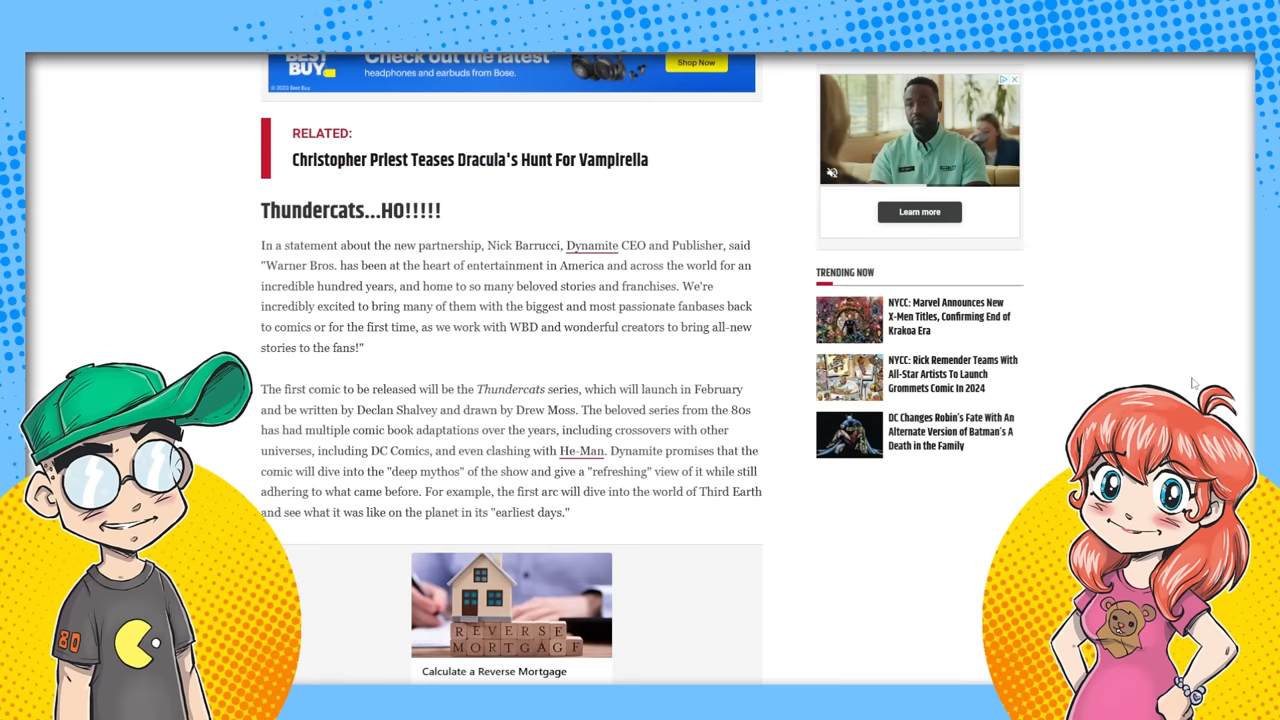 BEST
BUY
Check out the latest
headphones and earbuds from Bose.
Shop Now
© 2023 Best Buy
RELATED:
Christopher Priest Teases Dracula's Hunt For Vampirella
Thundercats...HO!!!!!
In a statement about the new partnership, Nick Barrucci, Dynamite CEO and Publisher, said
"Warner Bros. has been at the heart of entertainment in America and across the world for an
incredible hundred years, and home to so many beloved stories and franchises. We're
incredibly excited to bring many of them with the biggest and most passionate fanbases back
to comics or for the first time, as we work with WBD and wonderful creators to bring all-new
stories to the fans!"
The first comic to be released will be the Thundercats series, which will launch in February
and be written by Declan Shalvey and drawn by Drew Moss. The beloved series from the 80s
has had multiple comic book adaptations over the years, including crossovers with other
universes, including DC Comics, and even clashing with He-Man. Dynamite promises that the
comic will dive into the "deep mythos" of the show and give a "refreshing" view of it while still
adhering to what came before. For example, the first arc will dive into the world of Third Earth
and see what it was like on the planet in its "earliest days."
REVERSE
MORTGAGE
Calculate a Reverse Mortgage
Learn more
TRENDING NOW
NYCC: Marvel Announces New
X-Men Titles, Confirming End of
Krakoa Era
NYCC: Rick Remender Teams With
All-Star Artists To Launch
Grommets Comic In 2024
DC Changes Robin's Fate With An
Alternate Version of Batman's A
Death in the Family
80